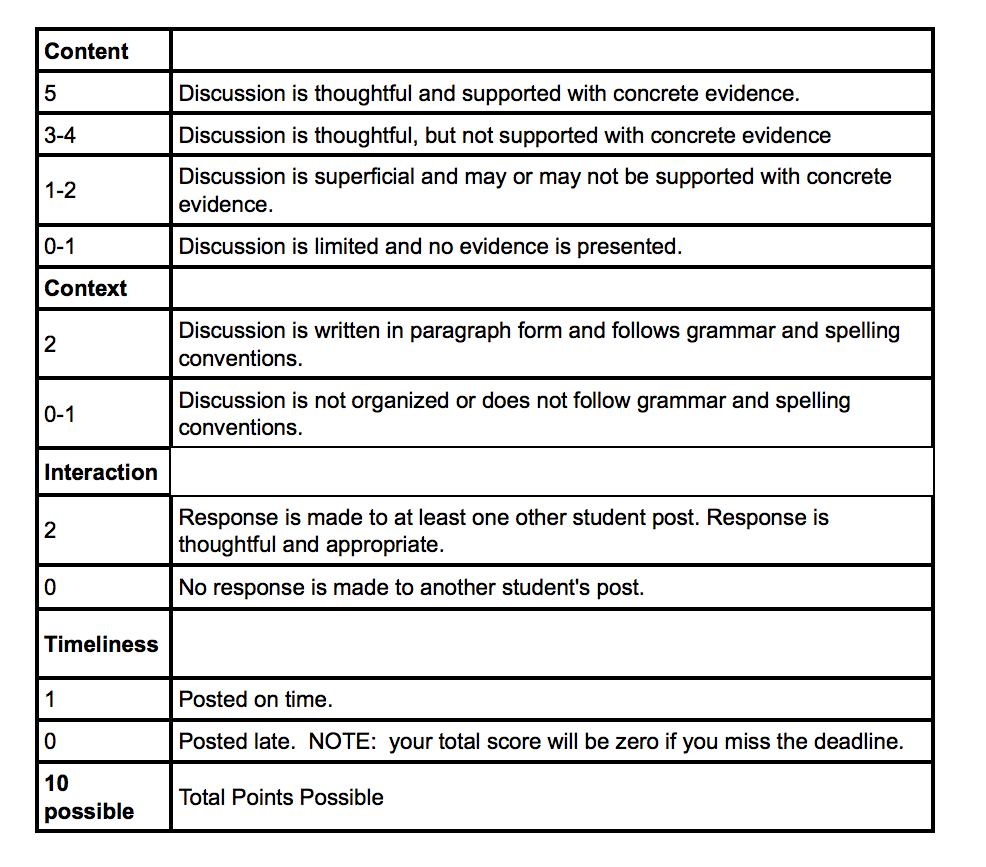 Content
5
Discussion is thoughtful and supported with concrete evidence.
3-4
Discussion is thoughtful, but not supported with concrete evidence
1-2
Discussion is superficial and may or may not be supported with concrete
evidence.
0-1
Discussion is limited and no evidence is presented.
Context
2
Discussion is written in paragraph form and follows grammar and spelling
conventions.
0-1
Discussion is not organized or does not follow grammar and spelling
conventions.
Interaction
2
Response is made to at least one other student post. Response is
thoughtful and appropriate.
0
No response is made to another student's post.
Timeliness
1
Posted on time.
0
Posted late.  NOTE:  your total score will be zero if you miss the deadline.
10
possible
Total Points Possible